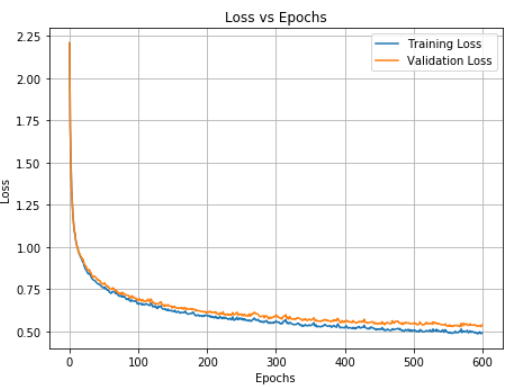 Loss vs Epochs
Training Loss
Validation Loss
2.25
2.00
1.75
1.50
1.25
1.00
0.75
0.50
Loss
0 100 200 300 400 500 600
Epochs